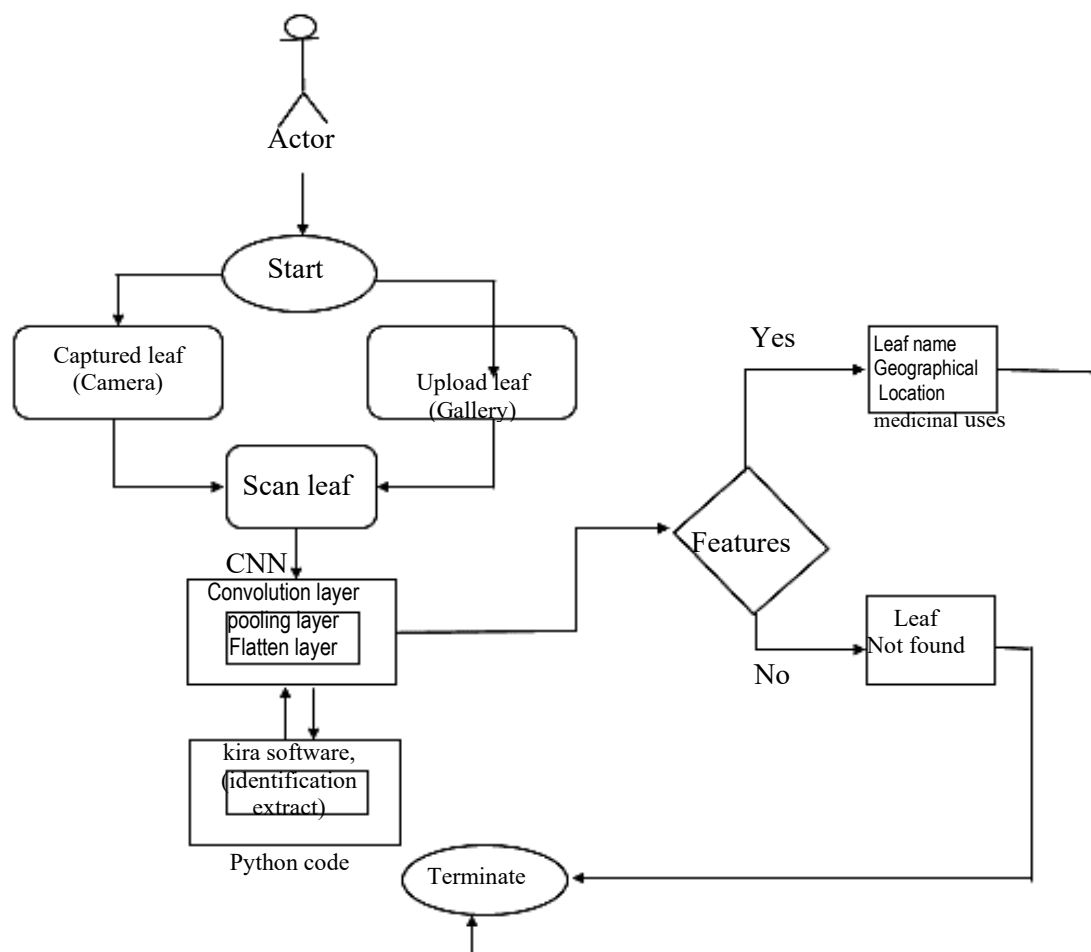 Actor
Start
Captured leaf
(Camera)
Upload leaf
(Gallery)
Scan leaf
CNN
Convolution layer
pooling layer
Flatten layer
kira software,
(identification
extract)
Python code
Features
Yes
Leaf name
Geographical
Location
medicinal uses
No
Leaf
Not found
Terminate